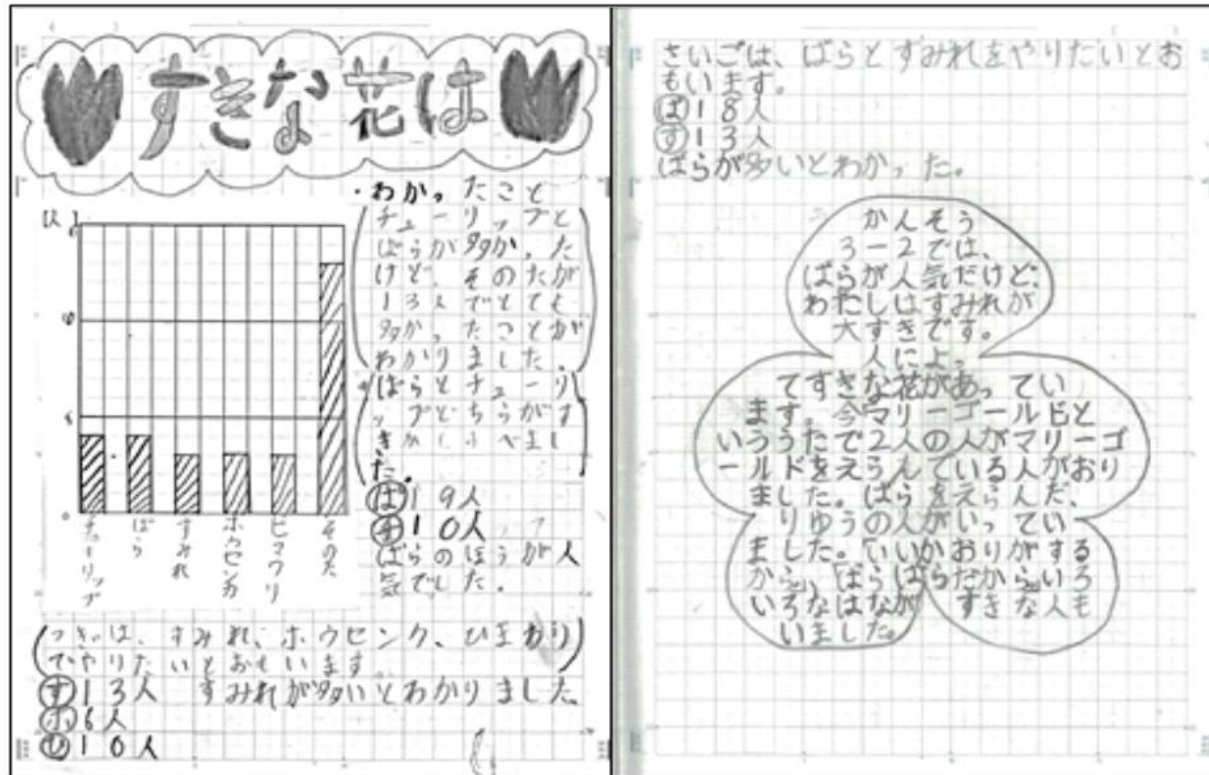 すきな花は
・わかったこと
チューリップと
ばらが多かった
けど、そのたが
13人でとても
多かったことが
わかりました。
ばらとチューリ
ップどちらがす
きかくらべまし
た。
ば19人
チ10人
ばらのほうが人
気でした。
(人)
10
5
0
チューリップ
ばら
すみれ
ホウセンカ
ヒマワリ
そのた
つぎは、すみれ、ホウセンク、ひまわり
でやりたいとおもいます
す13人 すみれが多いとわかりました。
ホ6人
ひ10人
さいごは、ばらとすみれをやりたいとお
もいます。
ば18人
す13人
ばらが多いとわかった。
かんそう
3-2では、
ばらが人気だけど、
わたしはすみれが
大すきです。
人によっ
てすきな花があってい
ます。今マリーゴールドと
いううたで2人の人がマリーゴ
ールドをえらんでいる人がおり
ました。ばらをえらんだ、
りゆうの人がいってい
ました。「いいかおりがする
から」「ばらばらだから」いろ
いろなはなが すきな人も
いました。